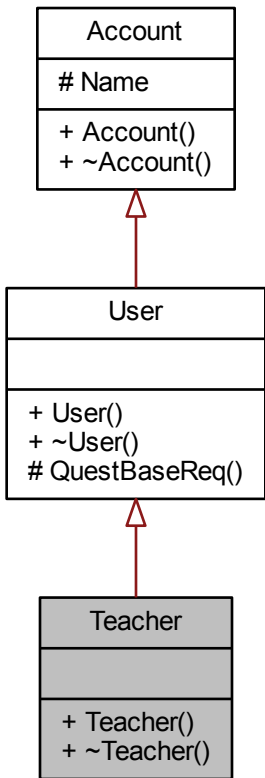 Account
# Name
+ Account()
+ ~Account()
User
+ User()
+ ~User()
# QuestBaseReq()
Teacher
+ Teacher()
+ ~Teacher()